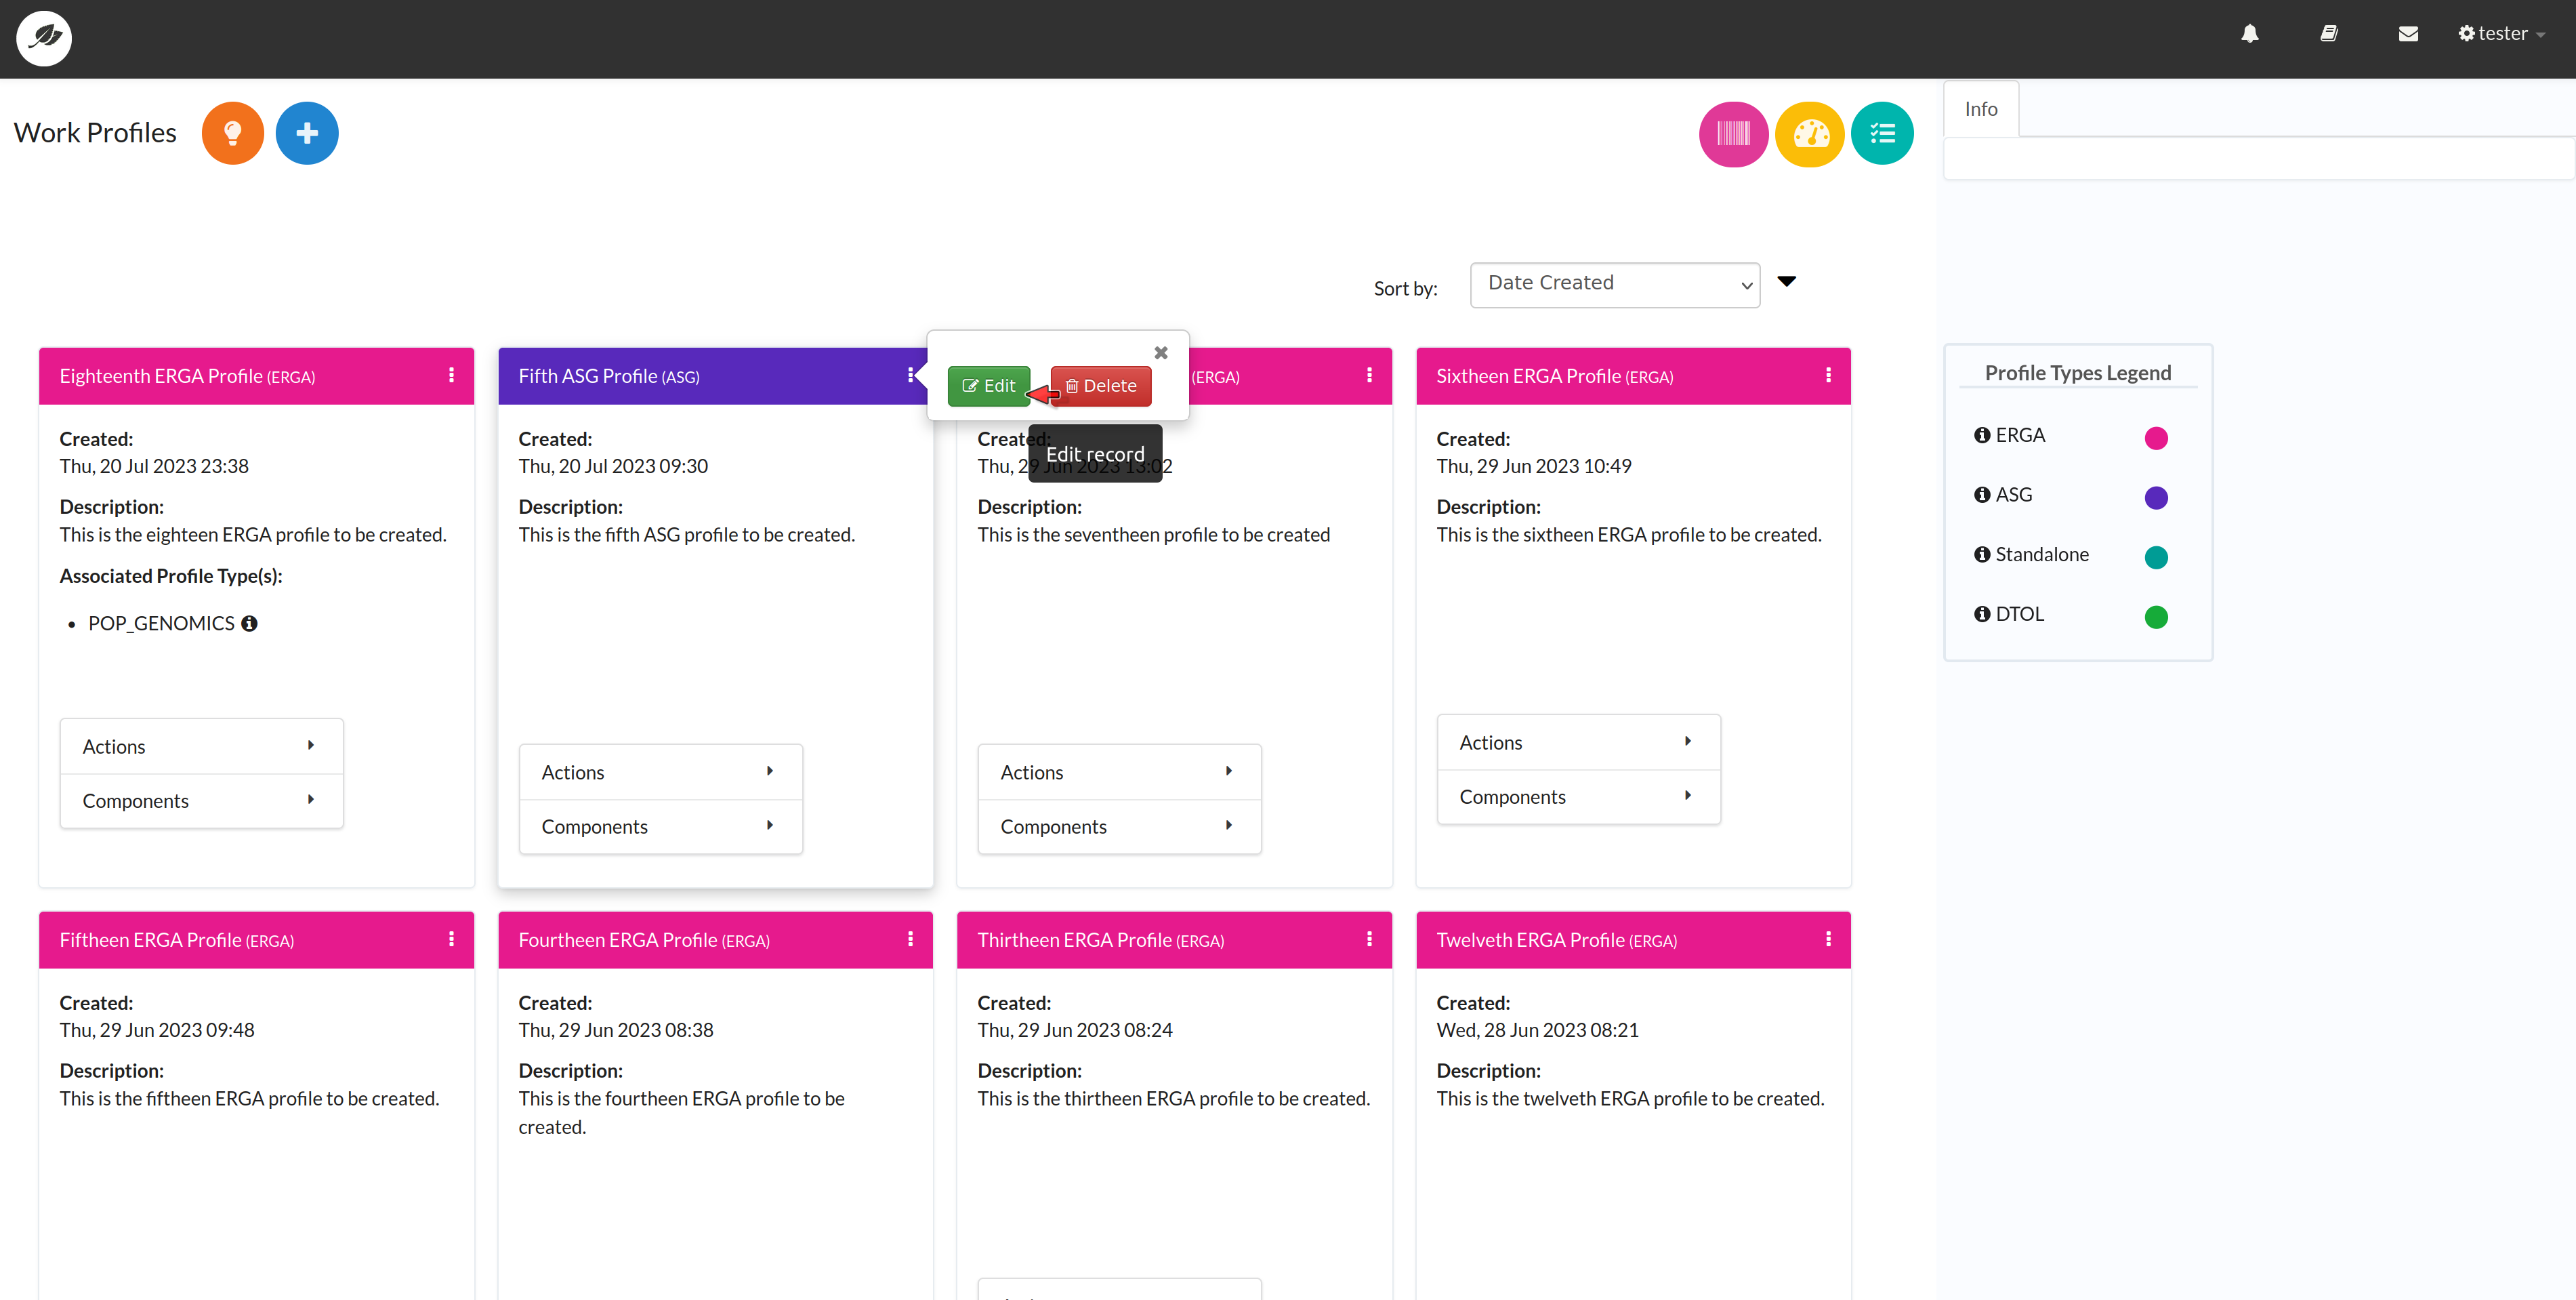 tester
Work Profiles
Info
Sort by:
Date Created
Profile Types Legend
ERGA
ASG
Standalone
DTOL
Eighteenth ERGA Profile (ERGA)
Created:
Thu, 20 Jul 2023 23:38
Description:
This is the eighteen ERGA profile to be created.
Associated Profile Type(s):
• POP_GENOMICS
Actions
Components
Fifth ASG Profile (ASG)
Edit
Delete
Edit record
Created:
Thu, 20 Jul 2023 09:30
Description:
This is the fifth ASG profile to be created.
Actions
Components
(ERGA)
Created:
Thu, 29 Jun 2023 13:02
Description:
This is the seventheen profile to be created
Actions
Components
Sixtheen ERGA Profile (ERGA)
Created:
Thu, 29 Jun 2023 10:49
Description:
This is the sixtheen ERGA profile to be created.
Actions
Components
Fiftheen ERGA Profile (ERGA)
Created:
Thu, 29 Jun 2023 09:48
Description:
This is the fiftheen ERGA profile to be created.
Fourtheen ERGA Profile (ERGA)
Created:
Thu, 29 Jun 2023 08:38
Description:
This is the fourtheen ERGA profile to be
created.
Thirtheen ERGA Profile (ERGA)
Created:
Thu, 29 Jun 2023 08:24
Description:
This is the thirtheen ERGA profile to be created.
Twelveth ERGA Profile (ERGA)
Created:
Wed, 28 Jun 2023 08:21
Description:
This is the twelveth ERGA profile to be created.